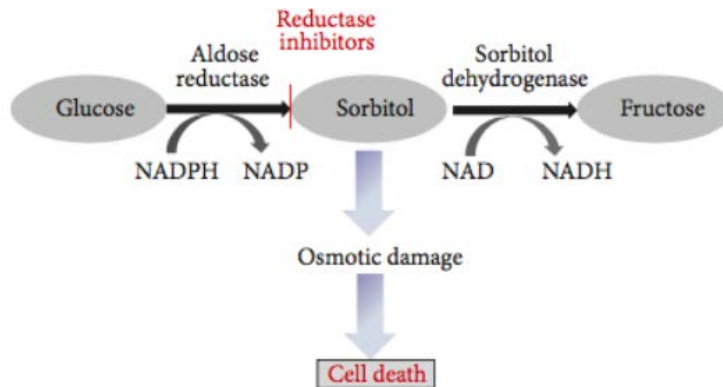 Reductase
inhibitors
Aldose
reductase
Sorbitol
dehydrogenase
Glucose
Sorbitol
Fructose
NADPH
NADP
NAD
NADH
Osmotic damage
Cell death